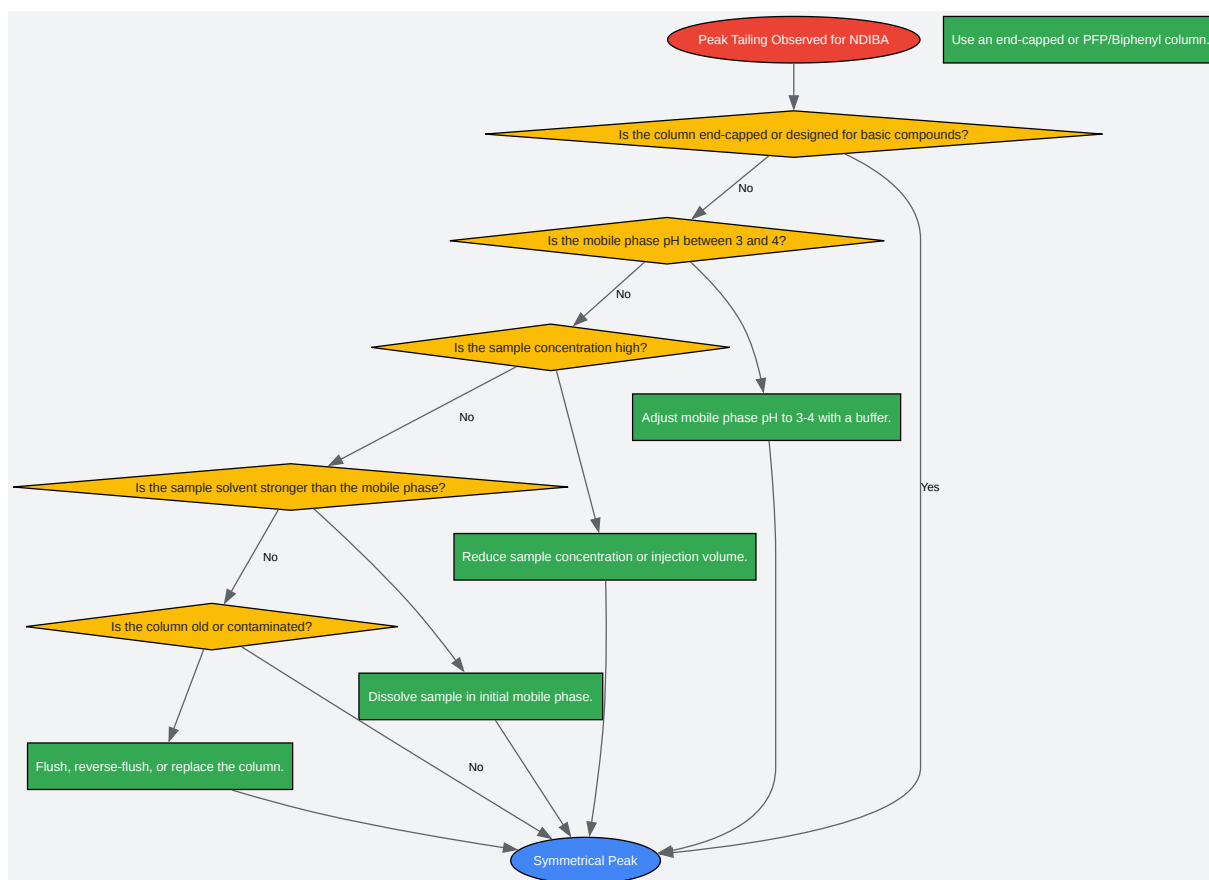 Peak Tailing Observed for NDIBA
Use an end-capped or PFP/Biphenyl column.
Is the column end-capped or designed for basic compounds?
No
Is the mobile phase pH between 3 and 4?
No
Is the sample concentration high?
Adjust mobile phase pH to 3-4 with a buffer.
No
Is the sample solvent stronger than the mobile phase?
Yes
No
Reduce sample concentration or injection volume.
Is the column old or contaminated?
Dissolve sample in initial mobile phase.
Flush, reverse-flush, or replace the column.
No
Symmetrical Peak